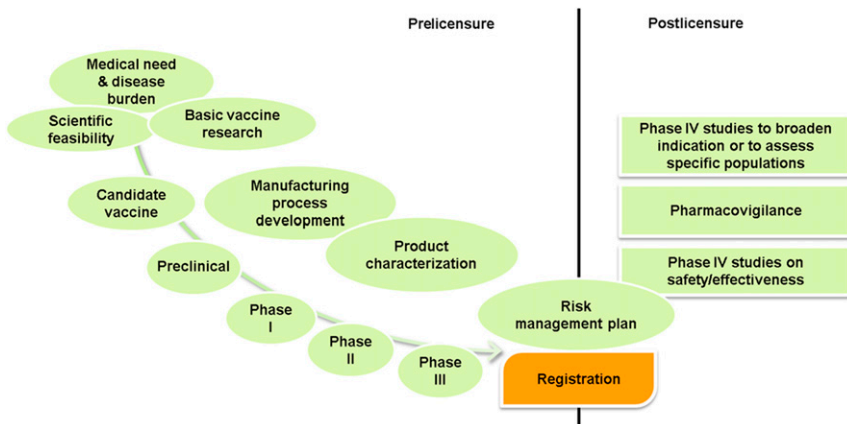 Prelicensure
Postlicensure
Medical need
& disease
burden
Scientific
feasibility
Basic vaccine
research
Candidate
vaccine
Manufacturing
process
development
Product
characterization
Preclinical
Phase
I
Phase
II
Phase
III
Risk
management plan
Registration
Phase IV studies to broaden
indication or to assess
specific populations
Pharmacovigilance
Phase IV studies on
safety/effectiveness